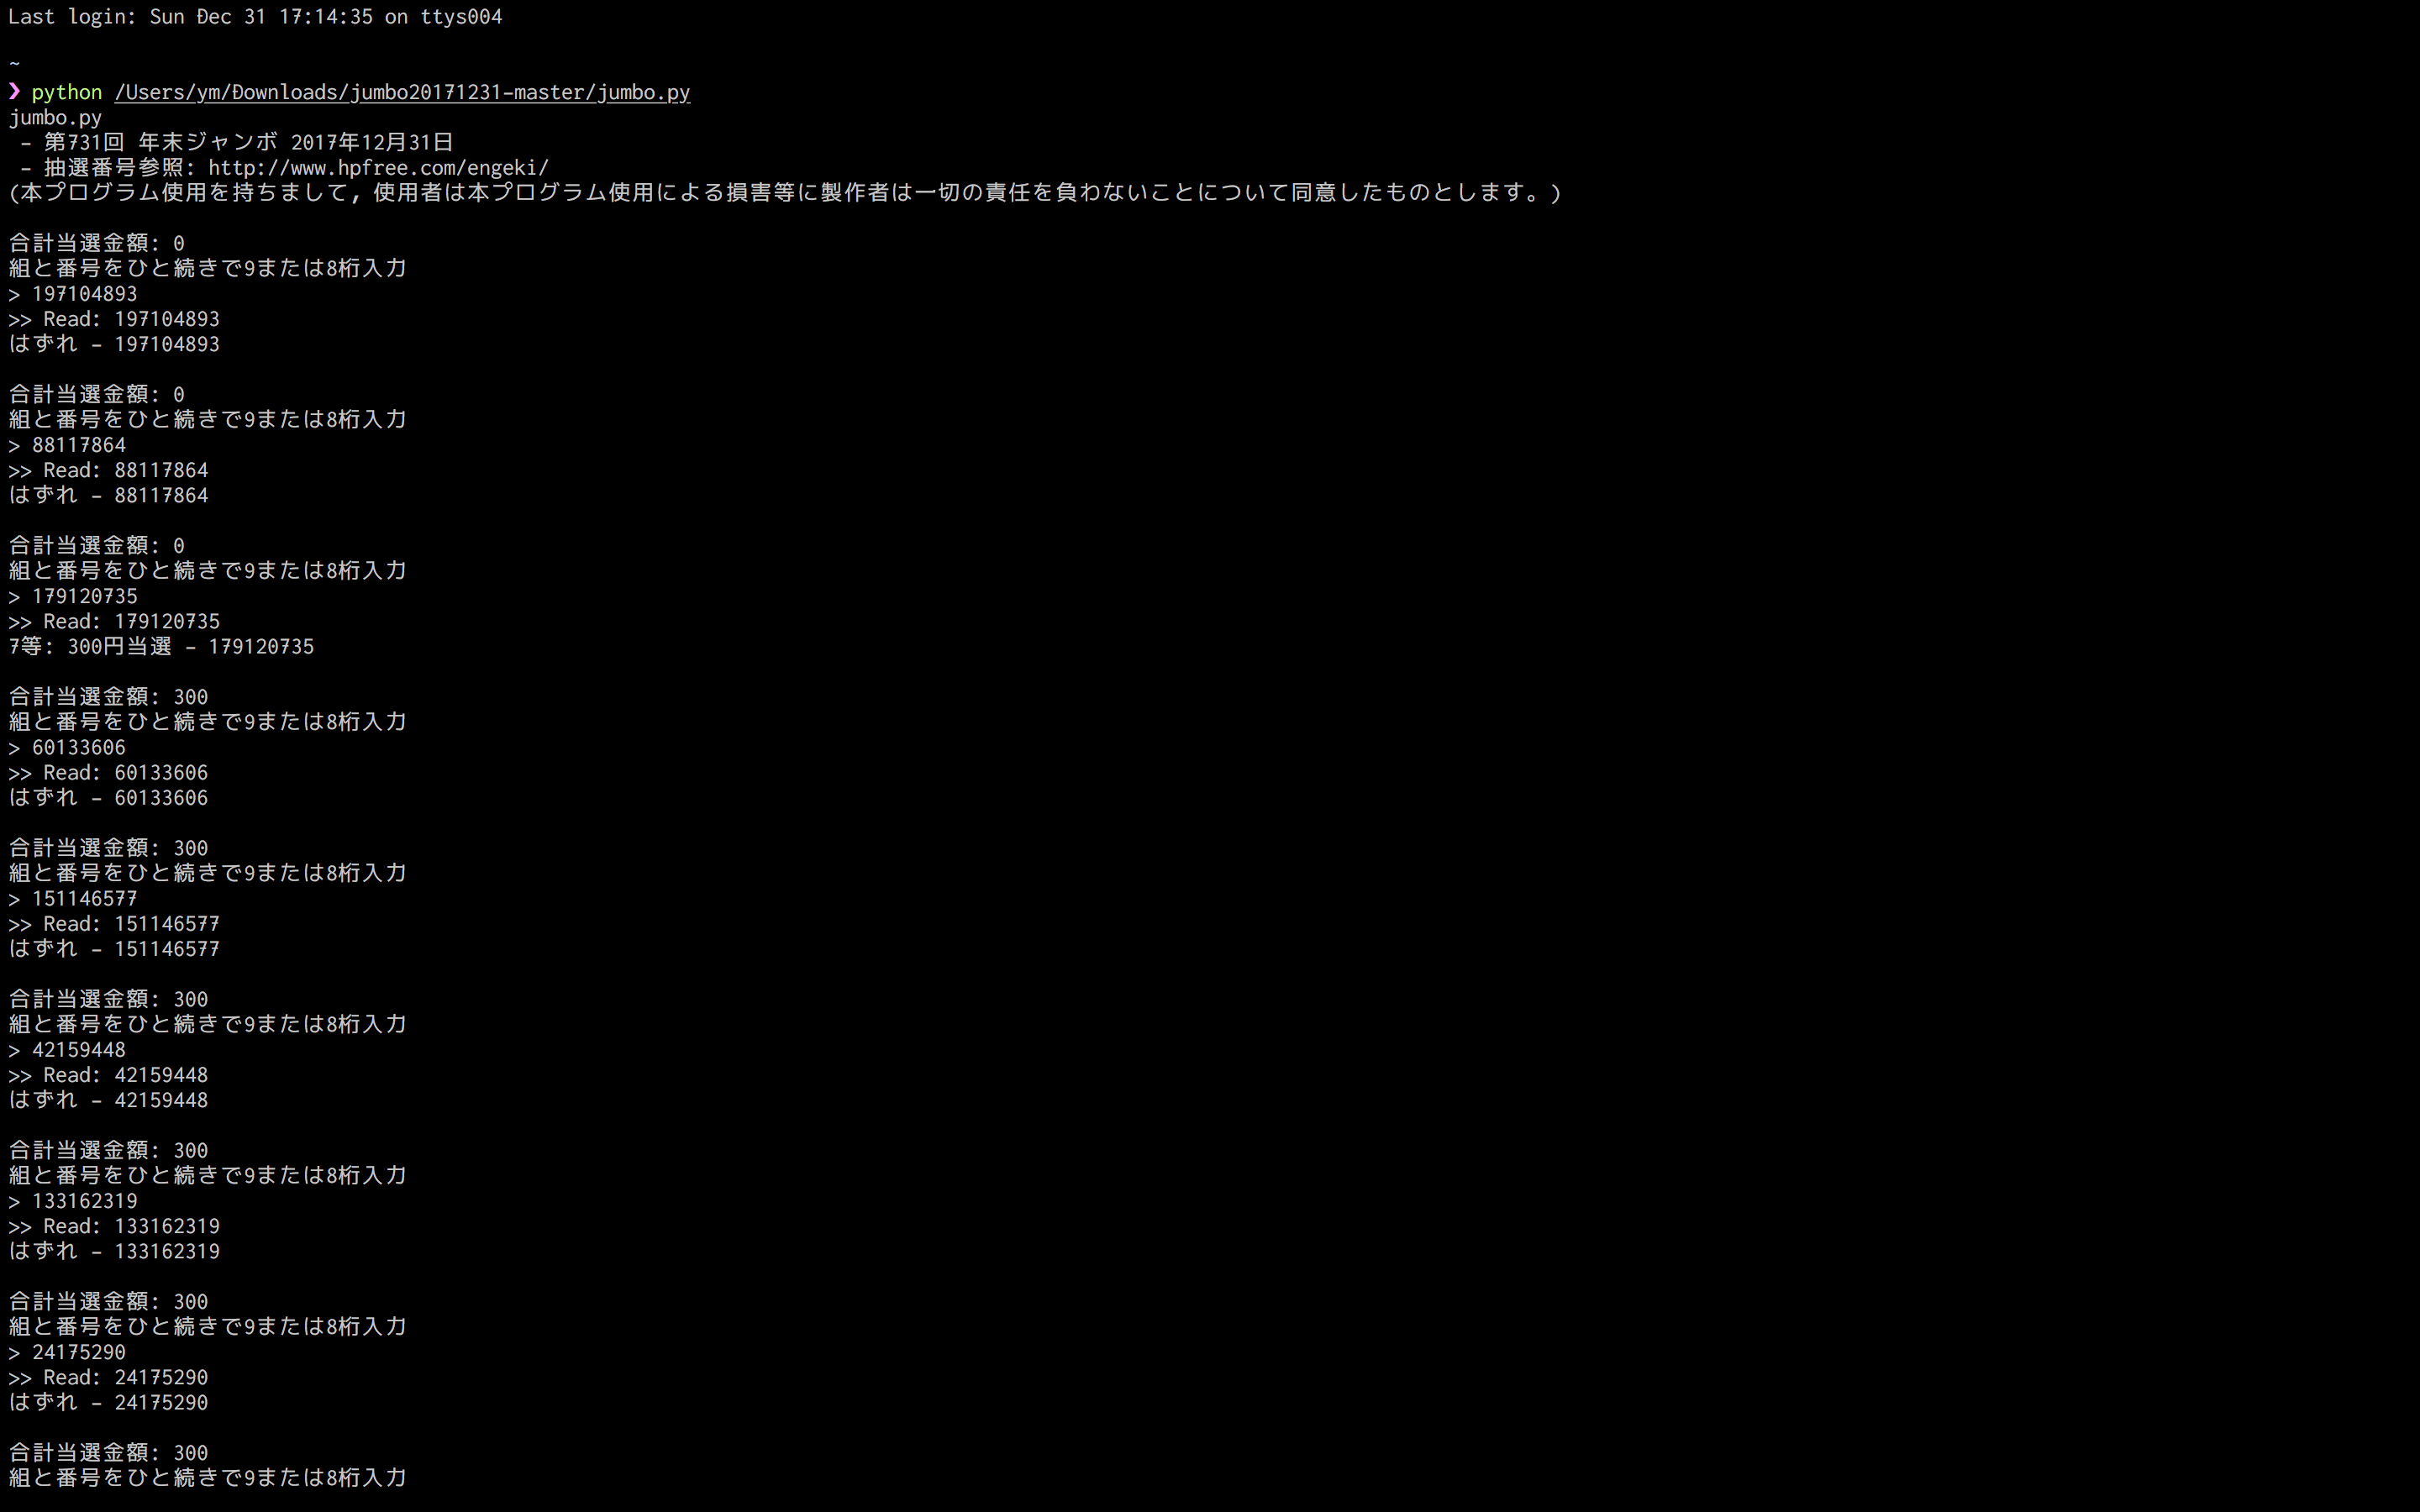 Last login: Sun Dec 31 17:14:35 on ttys004
~
❯ python /Users/ym/Downloads/jumbo20171231-master/jumbo.py
jumbo.py
 - 第731回 年末ジャンボ 2017年12月31日
 - 抽選番号参照: http://www.hpfree.com/engeki/
(本プログラム使用を持ちまして, 使用者は本プログラム使用による損害等に製作者は一切の責任を負わないことについて同意したものとします。)
合計当選金額: 0
組と番号をひと続きで9または8桁入力
> 197104893
>> Read: 197104893
はずれ - 197104893
合計当選金額: 0
組と番号をひと続きで9または8桁入力
> 88117864
>> Read: 88117864
はずれ - 88117864
合計当選金額: 0
組と番号をひと続きで9または8桁入力
> 179120735
>> Read: 179120735
7等: 300円当選 - 179120735
合計当選金額: 300
組と番号をひと続きで9または8桁入力
> 60133606
>> Read: 60133606
はずれ - 60133606
合計当選金額: 300
組と番号をひと続きで9または8桁入力
> 151146577
>> Read: 151146577
はずれ - 151146577
合計当選金額: 300
組と番号をひと続きで9または8桁入力
> 42159448
>> Read: 42159448
はずれ - 42159448
合計当選金額: 300
組と番号をひと続きで9または8桁入力
> 133162319
>> Read: 133162319
はずれ - 133162319
合計当選金額: 300
組と番号をひと続きで9または8桁入力
> 24175290
>> Read: 24175290
はずれ - 24175290
合計当選金額: 300
組と番号をひと続きで9または8桁入力